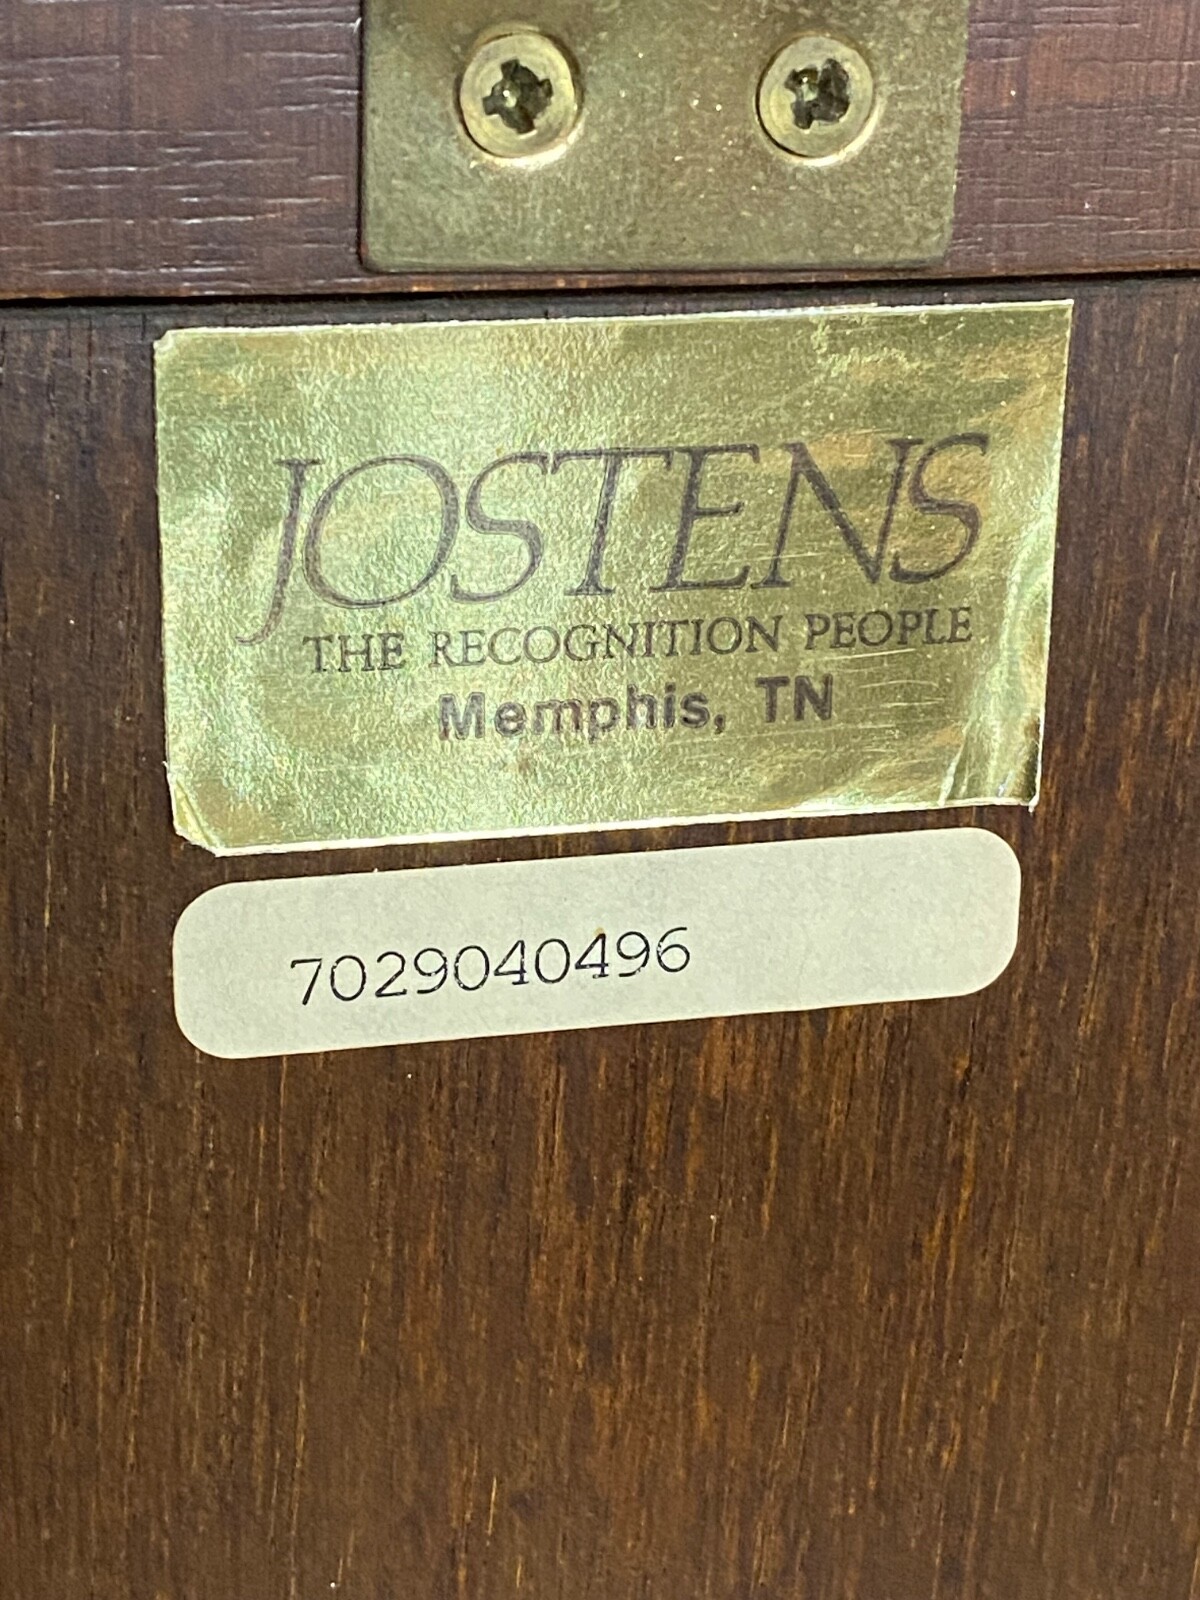 JOSTENS
THE RECOGNITION PEOPLE
Memphis, TN
7029040496